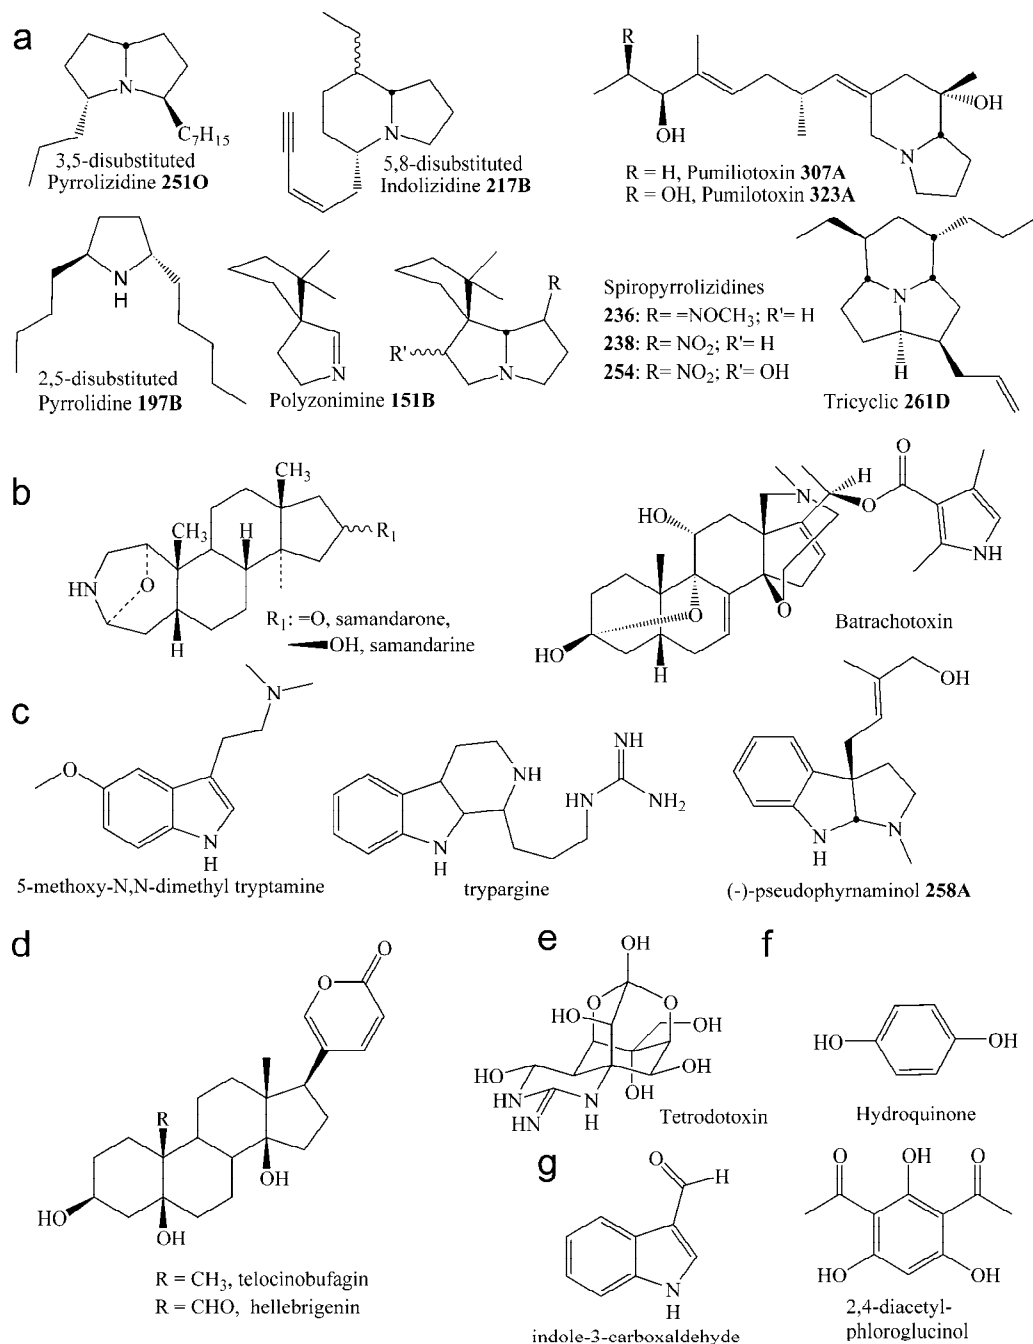 a
R
N
N
OH
OH
C7H15
N
3,5-disubstituted
Pyrrolizidine 251O
5,8-disubstituted
Indolizidine 217B
R = H, Pumiliotoxin 307A
R = OH, Pumilotoxin 323A
N
H
R
R'
N
N
Spiropyrrolizidines
236: R= =NOCH3; R'= H
238: R= NO2; R'= H
254: R= NO2; R'= OH
N
H
2,5-disubstituted
Pyrrolidine 197B
Polyzonimine 151B
Tricyclic 261D
b
CH3
CH3
H
R1
HN
O
H
R1: =O, samandarone,
OH, samandarine
N
H
O
O
HO
NH
O
O
HO
H
Batrachotoxin
c
N
O
N
H
5-methoxy-N,N-dimethyl tryptamine
NH
NH
HN
NH2
N
H
trypargine
OH
N
H
N
(-)-pseudophyrnaminol 258A
d
O
O
R
OH
HO
OH
R = CH3, telocinobufagin
R = CHO, hellebrigenin
e
OH
O
O
HO
OH
HO
OH
OH
HN
N
H
HN
Tetrodotoxin
f
HO
OH
Hydroquinone
g
O
H
N
H
indole-3-carboxaldehyde
O
OH
O
HO
OH
2,4-diacetyl-
phloroglucinol